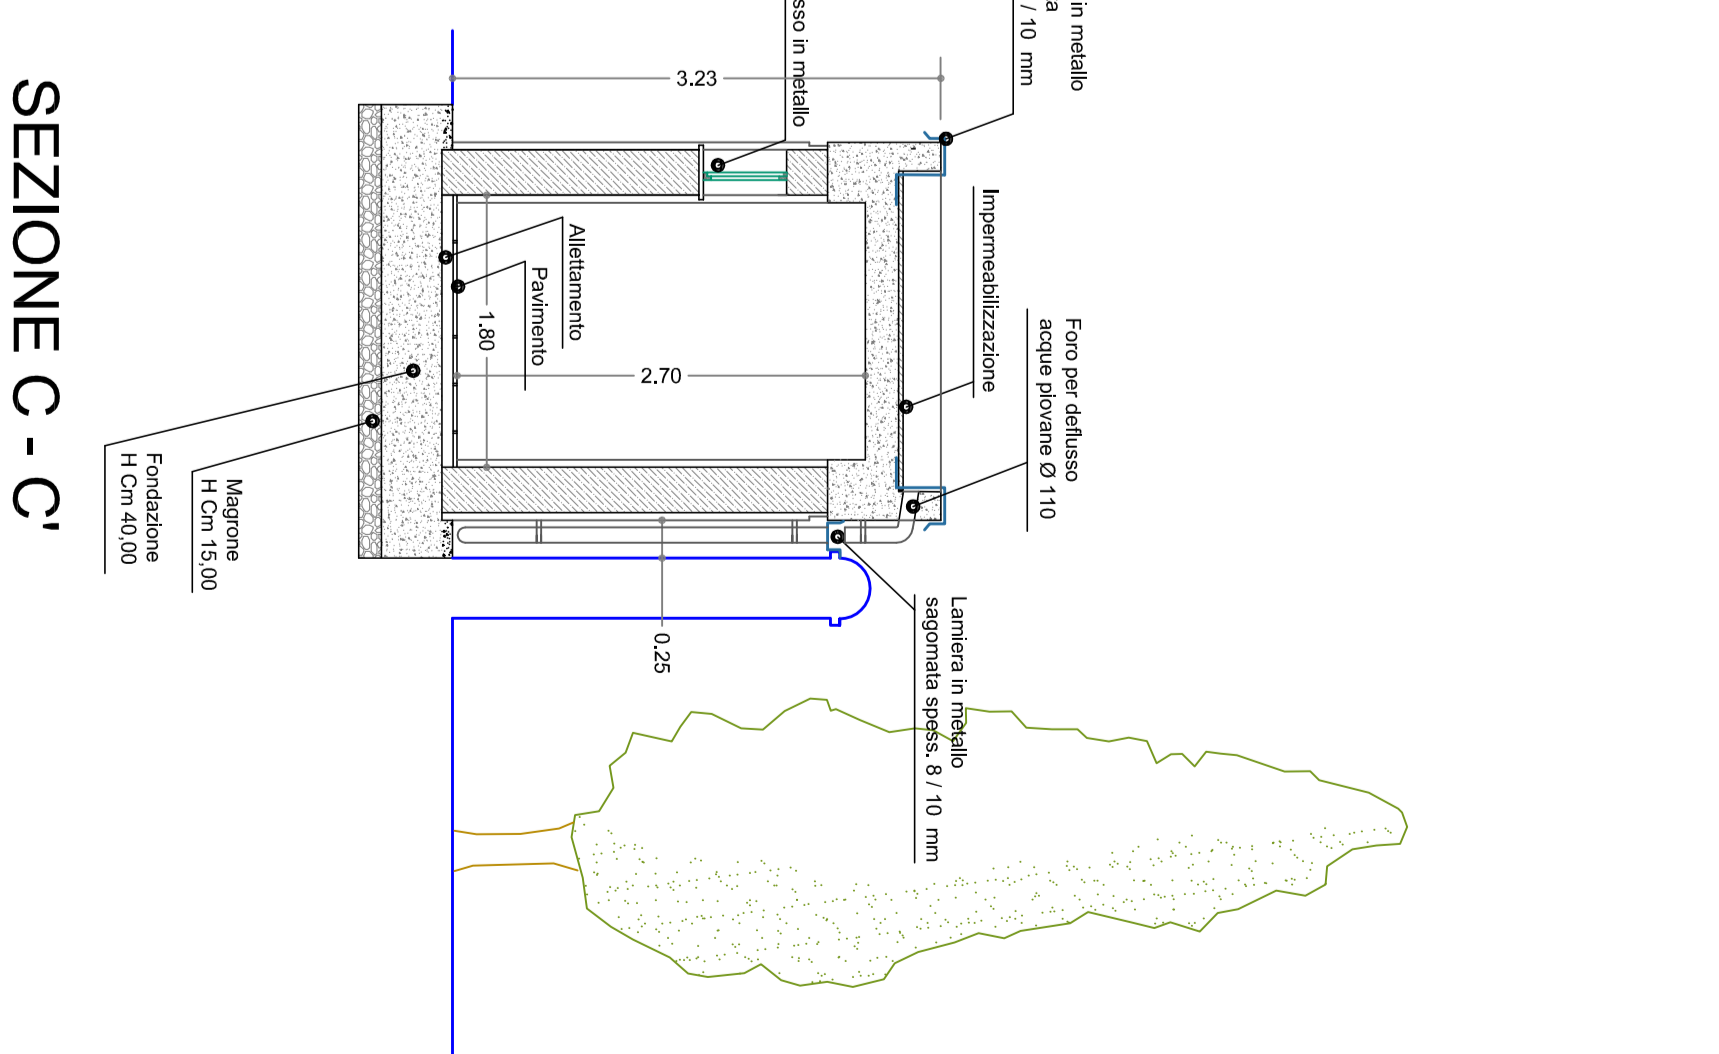 in metallo
/ 10 mm
sso in metallo
3.23
Impermeabilizzazione
Foro per deflusso
acque piovane Ø 110
Allettamento
Pavimento
1.80
2.70
SEZIONE C - C'
Magrone
H Cm 15,00
Fondazione
H Cm 40,00
0.25
Lamiera in metallo
sagomata spess. 8 / 10 mm